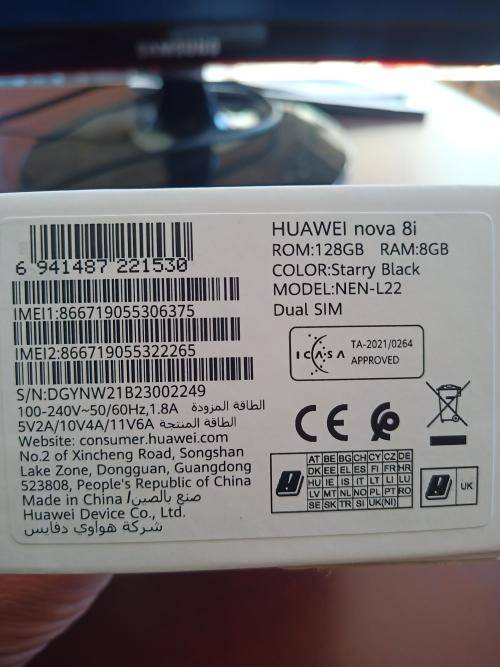 SAMSUNG
6 941487 221530
IMEI1:866719055306375
IMEI2:866719055322265
S/N:DGYNW21B23002249
100-240V~50/60Hz,1.8A الطاقة المزودة
5V2A/10V4A/11V6A الطاقة المنتجة
Website: consumer.huawei.com
No.2 of Xincheng Road, Songshan
Lake Zone, Dongguan, Guangdong
523808, People's Republic of China
Made in China /صنع بالصين
Huawei Device Co., Ltd.
شركة هواوي دفايس
HUAWEI nova 8i
ROM:128GB RAM:8GB
COLOR:Starry Black
MODEL:NEN-L22
Dual SIM
ICASA
TA-2021/0264
APPROVED
CE
AT BE BG CH CY CZ DE
DK EE EL ES FI FR HR
HU IE IS IT LI LT LU
LV MT NL NO PL PT RO
SE SK TR SI UK(NI)
UK